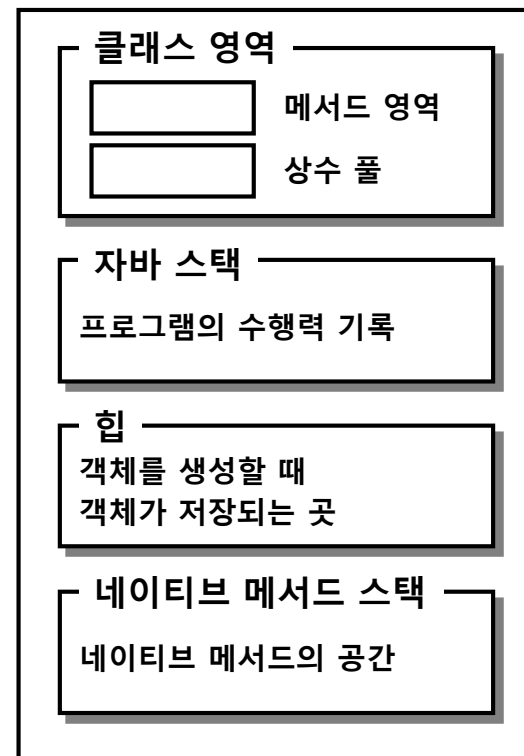 클래스 영역
메서드 영역
상수 풀
자바 스택
프로그램의 수행력 기록
힙
객체를 생성할 때
객체가 저장되는 곳
네이티브 메서드 스택
네이티브 메서드의 공간